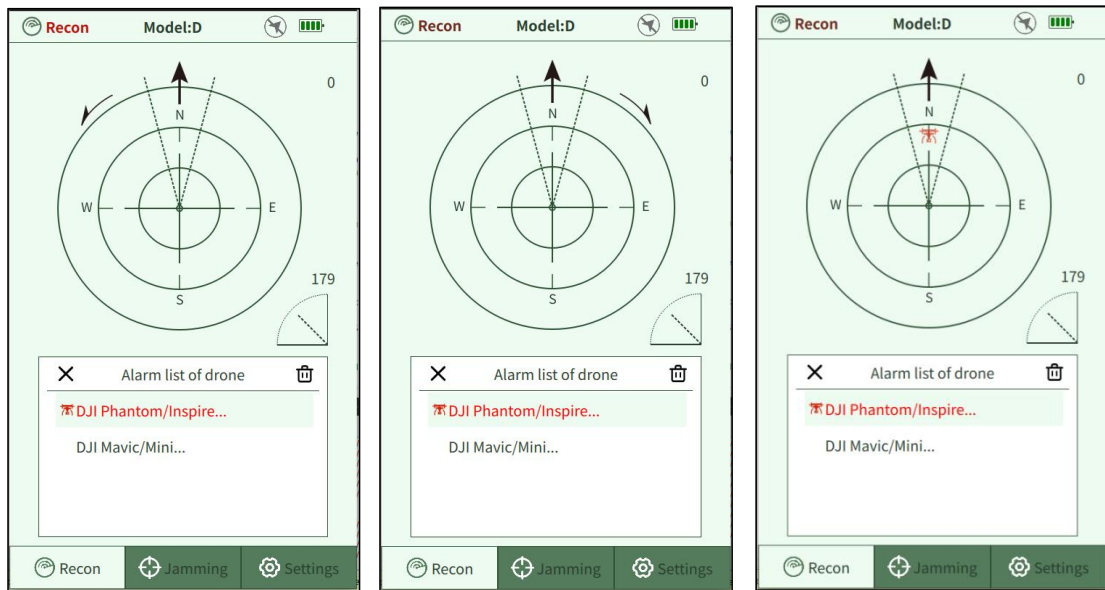 Recon Model:D
0
N
W E
S
179
Alarm list of drone
DJI Phantom/Inspire...
DJI Mavic/Mini...
Recon Jamming Settings
Recon Model:D
0
N
W E
S
179
Alarm list of drone
DJI Phantom/Inspire...
DJI Mavic/Mini...
Recon Jamming Settings
Recon Model:D
0
N
W E
S
179
Alarm list of drone
DJI Phantom/Inspire...
DJI Mavic/Mini...
Recon Jamming Settings